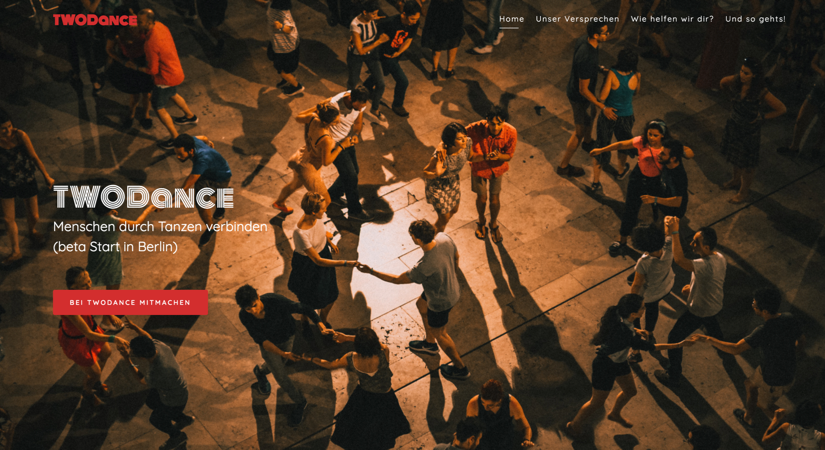 TWODANCE
Home Unser Versprechen Wie helfen wir dir? Und so gehts!
TWODANCE
Menschen durch Tanzen verbinden
(beta Start in Berlin)
BEI TWODANCE MITMACHEN